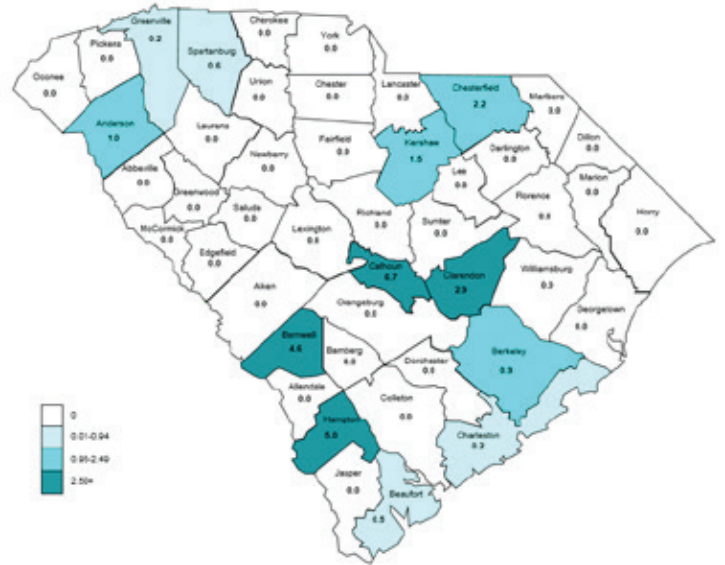 Greenville
0.2
Cherokee
0.0
York
0.0
Pickens
0.0
Spartanburg
0.6
Oconee
0.0
Union
0.0
Chester
0.0
Lancaster
0.0
Chesterfield
2.2
Marlboro
Anderson
1.0
Laurens
0.0
Fairfield
0.0
Kershaw
1.5
Darlington
0.0
Dillon
0.0
Abbeville
0.0
Newberry
0.0
Lee
0.0
Marion
0.0
Greenwood
0.0
Saluda
0.0
Florence
McCormick
0.0
Lexington
Richland
Sumter
0.0
Horry
0.0
Edgefield
0.0
Calhoun
6.7
Clarendon
2.9
Williamsburg
Aiken
0.0
Orangeburg
Georgetown
Barnwell
4.6
Bamberg
Dorchester
0.0
Berkeley
Allendale
0.0
Colleton
0.0
Hampton
5.0
Charleston
Jasper
0.0
Beaufort
0
0.01-0.94
0.95-2.49
2.50+